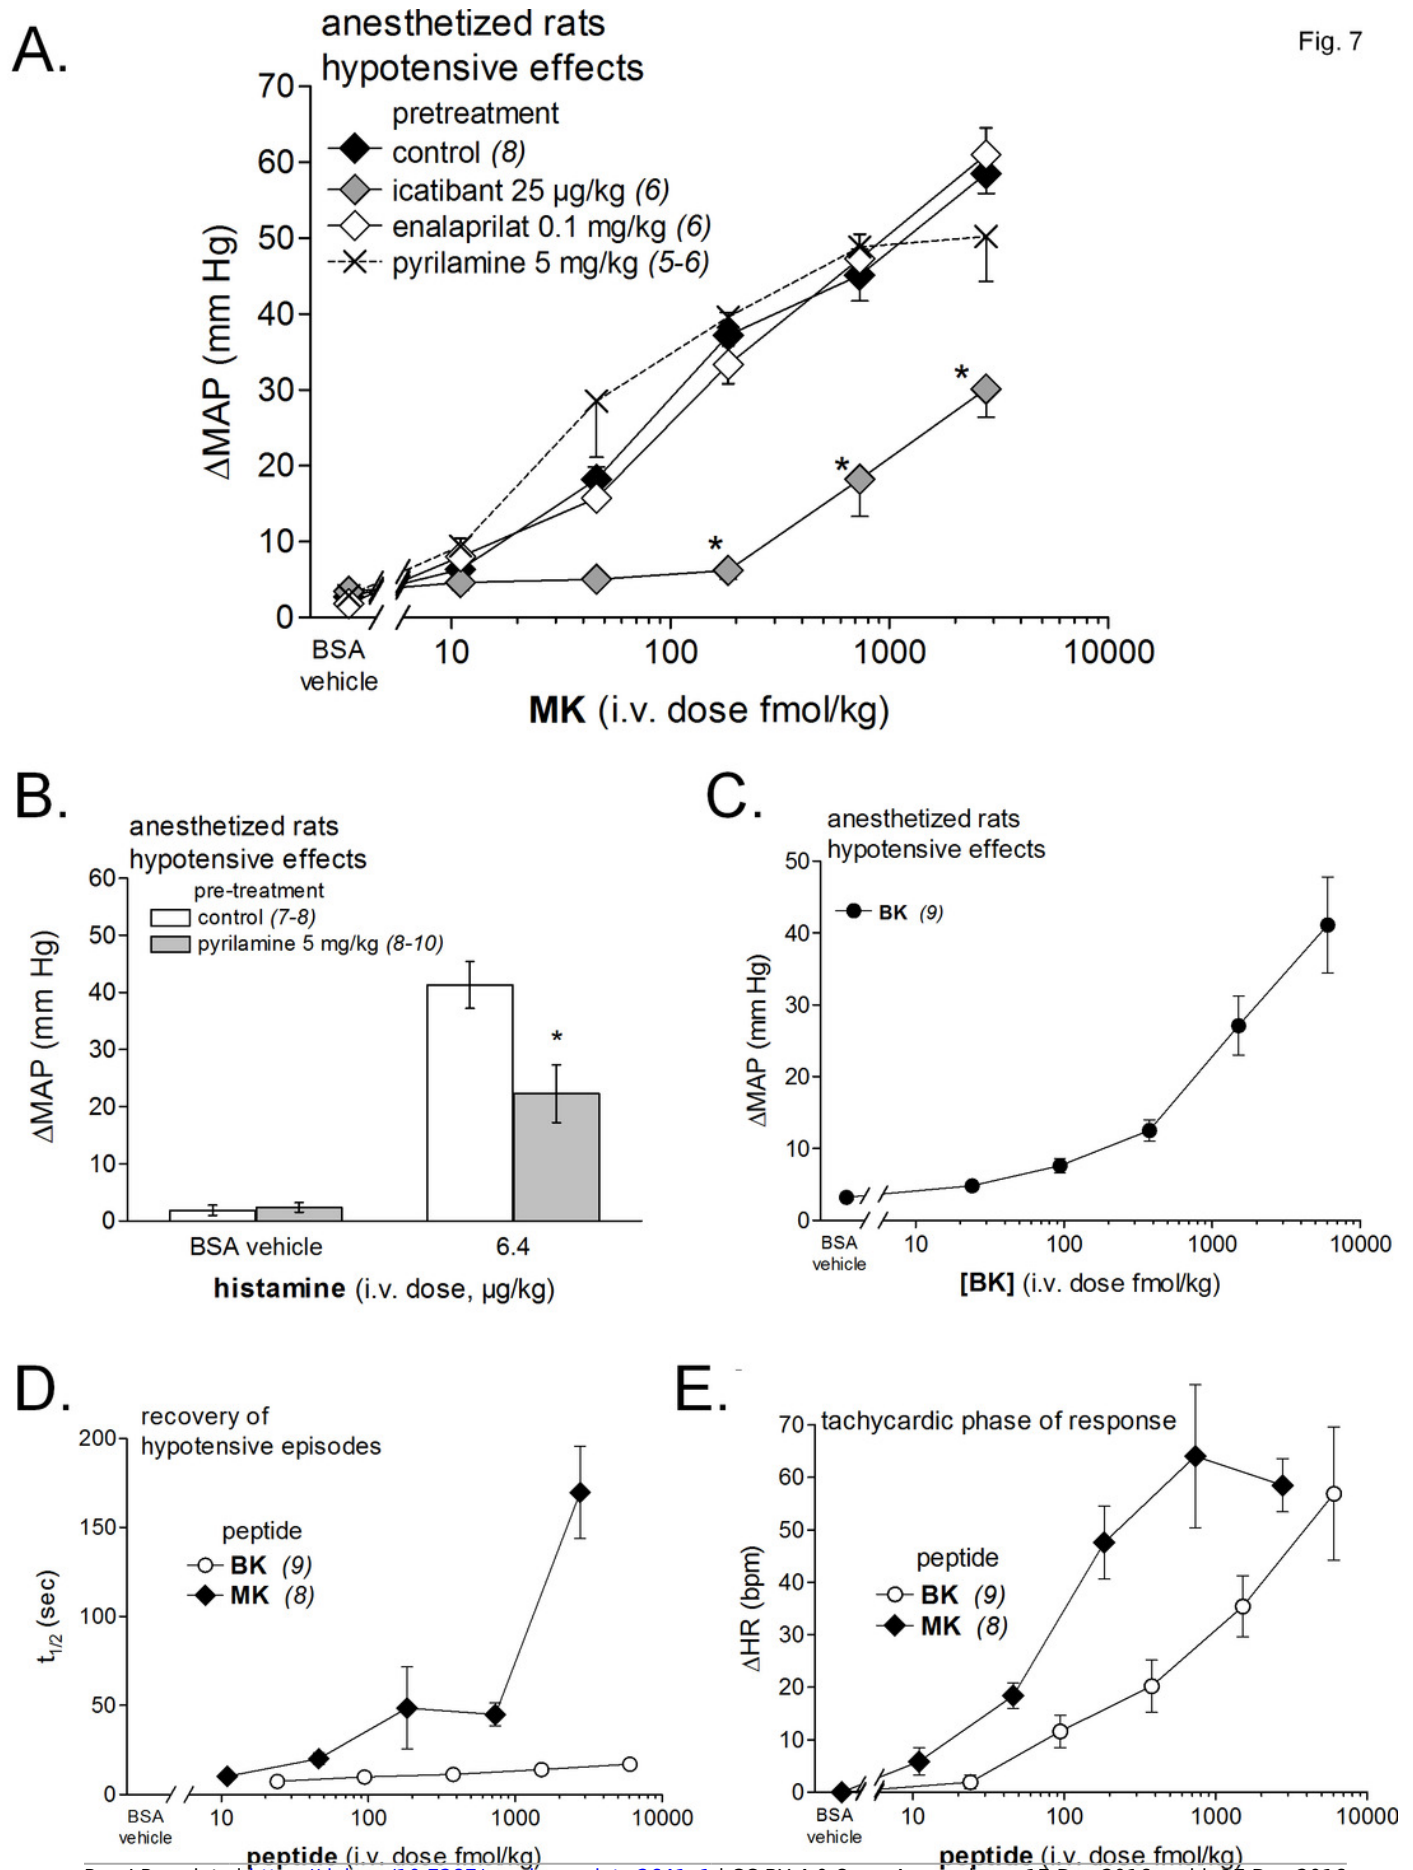 Fig. 7
A.
anesthetized rats
hypotensive effects
pretreatment
control (8)
icatibant 25 µg/kg (6)
enalaprilat 0.1 mg/kg (6)
pyrilamine 5 mg/kg (5-6)
ΔMAP (mm Hg)
70
60
50
40
30
20
10
0
* * *
BSA vehicle
10 100 1000 10000
MK (i.v. dose fmol/kg)
B.
anesthetized rats
hypotensive effects
pre-treatment
control (7-8)
pyrilamine 5 mg/kg (8-10)
ΔMAP (mm Hg)
60
50
40
30
20
10
0
*
BSA vehicle 6.4
histamine (i.v. dose, µg/kg)
C.
anesthetized rats
hypotensive effects
BK (9)
ΔMAP (mm Hg)
50
40
30
20
10
0
BSA vehicle
10 100 1000 10000
[BK] (i.v. dose fmol/kg)
D.
recovery of
hypotensive episodes
peptide
BK (9)
MK (8)
t1/2 (sec)
200
150
100
50
0
BSA vehicle
10 100 1000 10000
peptide (i.v. dose fmol/kg)
E.
tachycardic phase of response
peptide
BK (9)
MK (8)
ΔHR (bpm)
70
60
50
40
30
20
10
0
BSA vehicle
10 100 1000 10000
peptide (i.v. dose fmol/kg)